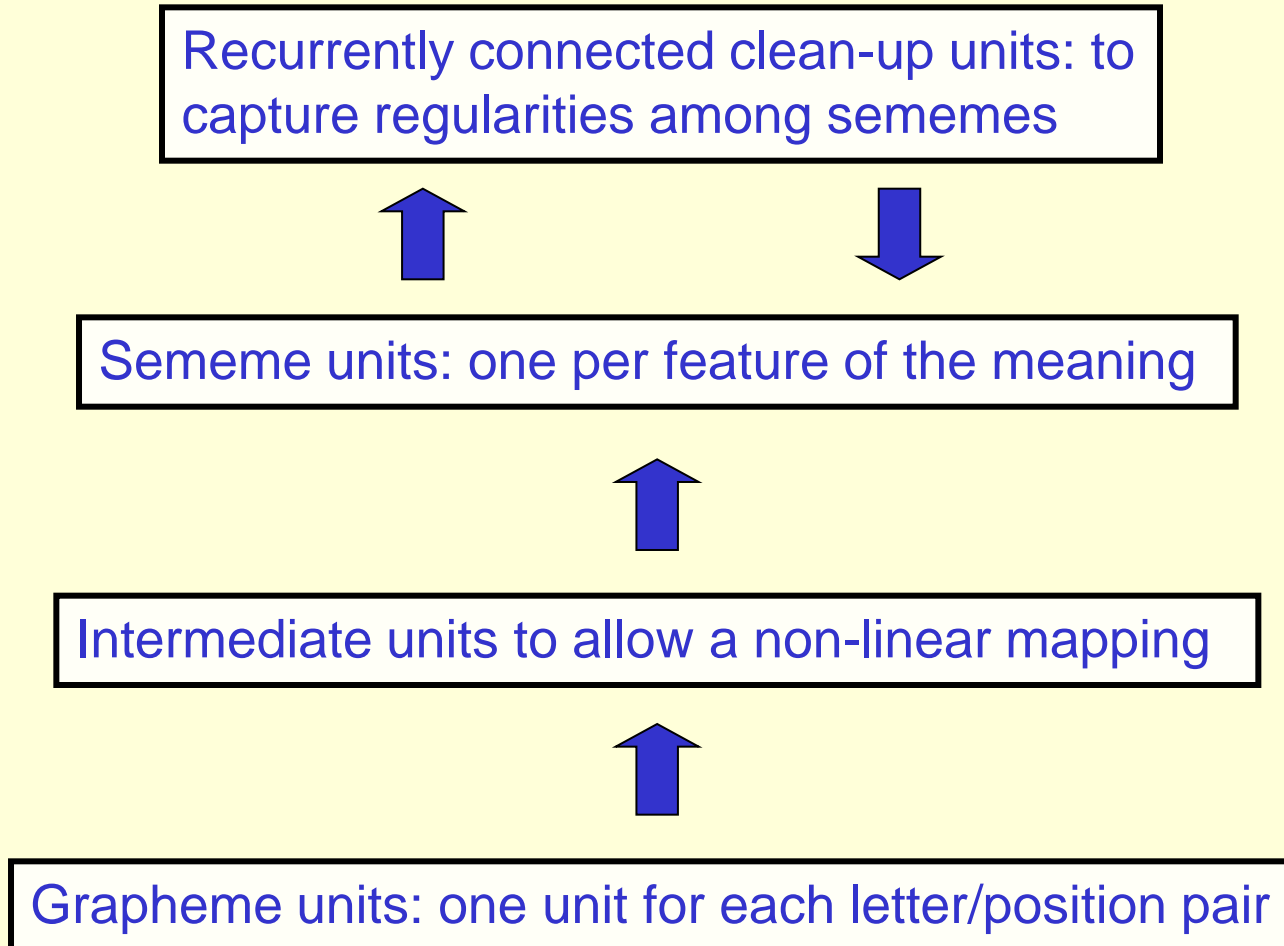 Recurrently connected clean-up units: to
capture regularities among sememes
Sememe units: one per feature of the meaning
Intermediate units to allow a non-linear mapping
Grapheme units: one unit for each letter/position pair